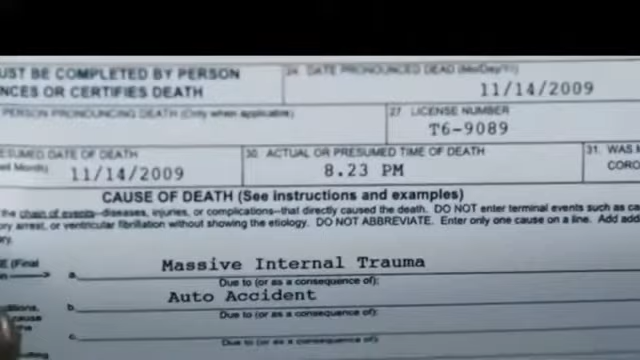 UST BE COMPLETED BY PERSON
NCES OR CERTIFIES DEATH
24. DATE PRONOUNCED DEAD (Mo/Day/Yr)
11/14/2009
PERSON PRONOUNCING DEATH (Only when applicable)
27 LICENSE NUMBER
T6-9089
ESUMED DATE OF DEATH
ell Month)
11/14/2009
30. ACTUAL OR PRESUMED TIME OF DEATH
8.23 PM
31. WAS M
CORO
CAUSE OF DEATH (See instructions and examples)
the chain of events--diseases, injuries, or complications--that directly caused the death. DO NOT enter terminal events such as ca
ory arrest, or ventricular fibrillation without showing the etiology. DO NOT ABBREVIATE. Enter only one cause on a line. Add add
ry.
E (Final
a. Massive Internal Trauma
Due to (or as a consequence of):
b. Auto Accident
Due to (or as a consequence of):
c.
Due to (or as a consequence of):